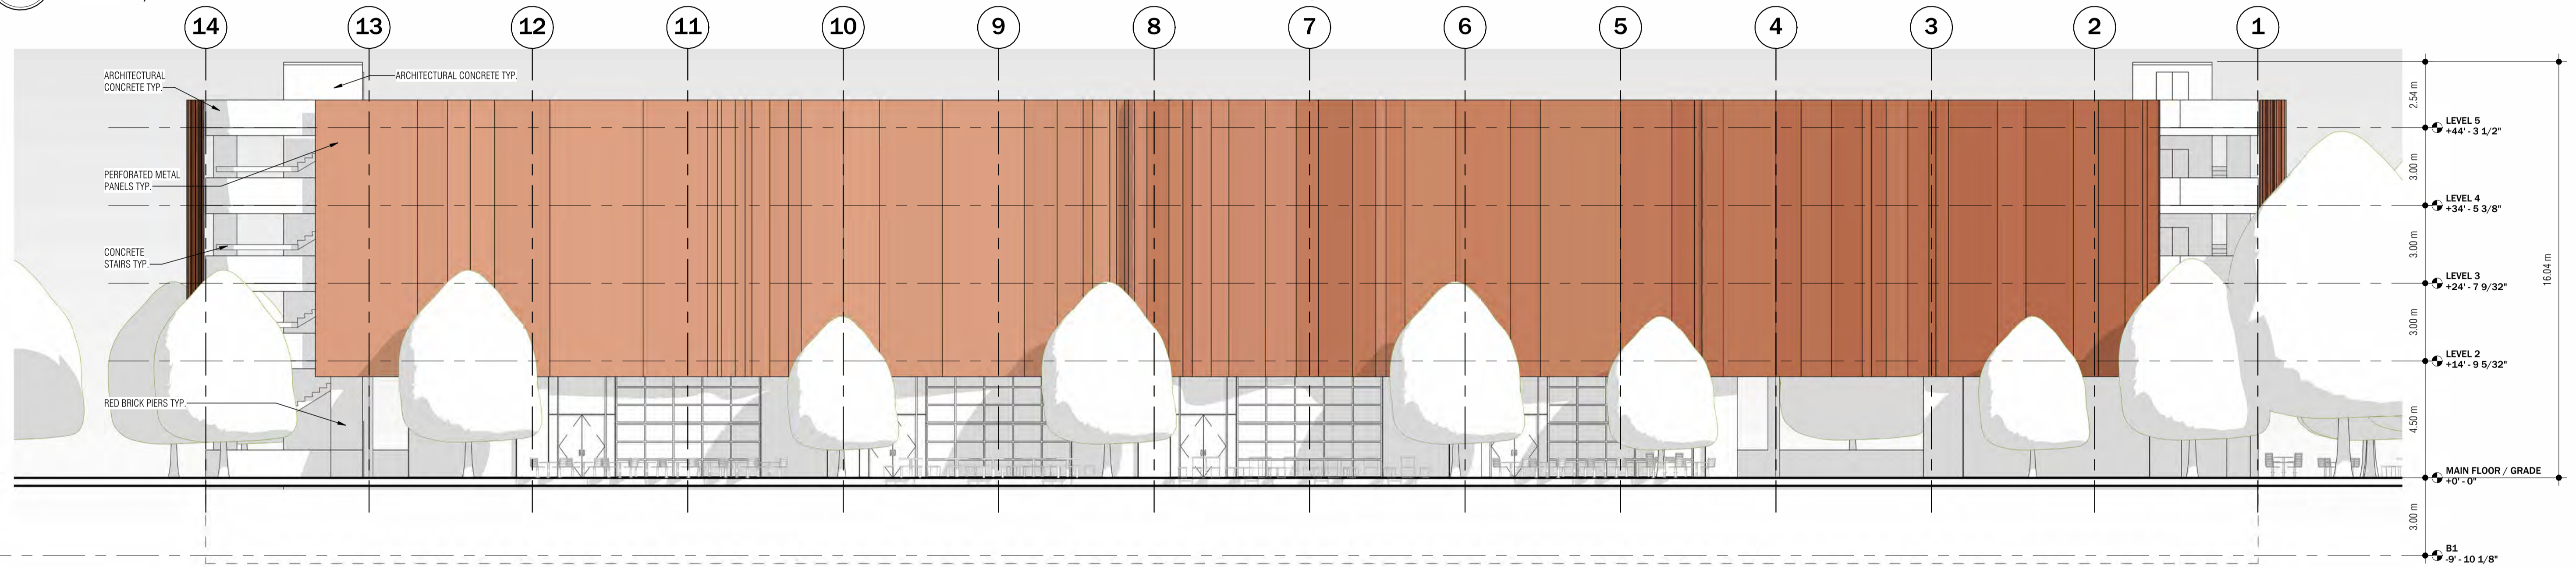 14 13 12 11 10 9 8 7 6 5 4 3 2 1
ARCHITECTURAL
CONCRETE TYP.
ARCHITECTURAL CONCRETE TYP.
PERFORATED METAL
PANELS TYP.
CONCRETE
STAIRS TYP.
RED BRICK PIERS TYP.
2.54 m
LEVEL 5
+44' - 3 1/2"
3.00 m
LEVEL 4
+34' - 5 3/8"
3.00 m
LEVEL 3
+24' - 7 9/32"
3.00 m
LEVEL 2
+14' - 9 5/32"
4.50 m
MAIN FLOOR / GRADE
+0' - 0"
3.00 m
B1
-9' - 10 1/8"
16.04 m